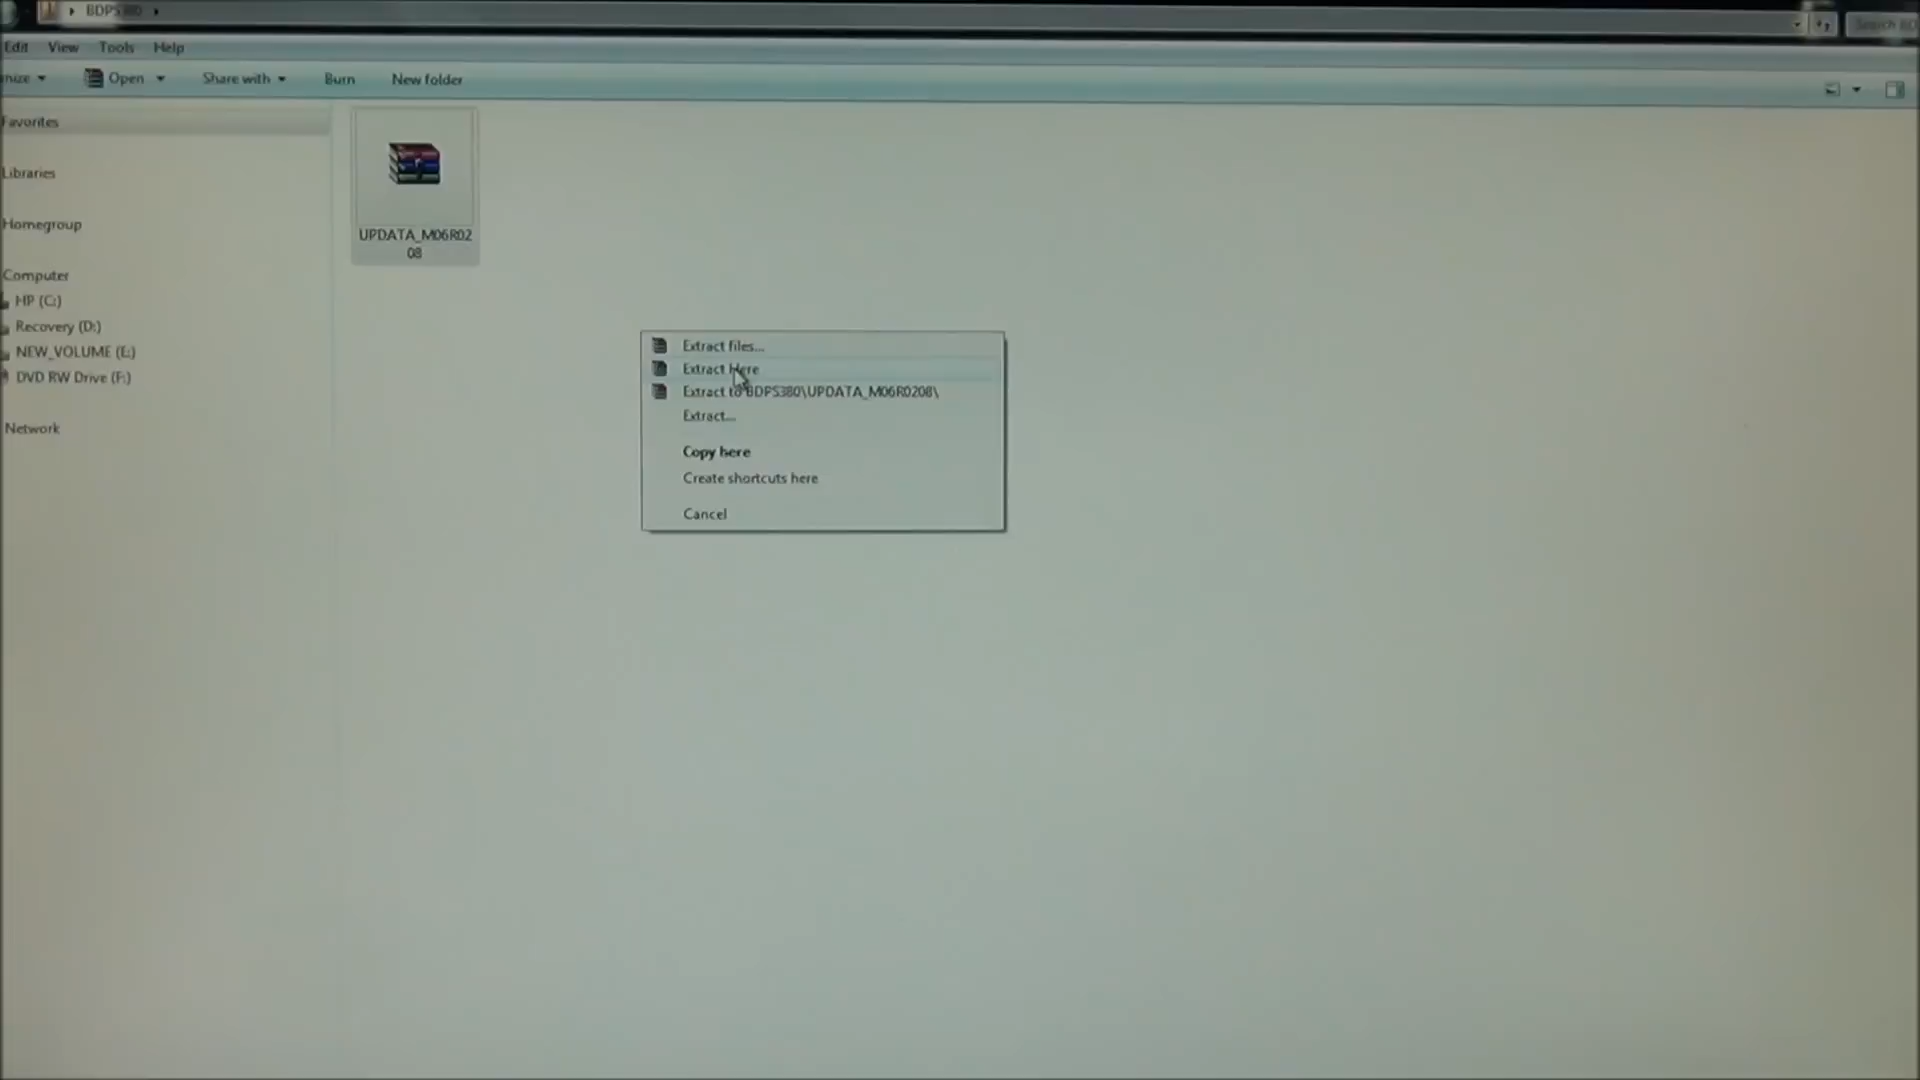 BDPS380
Edit View Tools Help
Open Share with Burn New folder
Favorites
Libraries
Homegroup
Computer
HP (C:)
Recovery (D:)
NEW_VOLUME (E:)
DVD RW Drive (F:)
Network
UPDATA_M06R02
08
Extract files...
Extract Here
Extract to BDPS380\UPDATA_M06R0208\
Extract...
Copy here
Create shortcuts here
Cancel